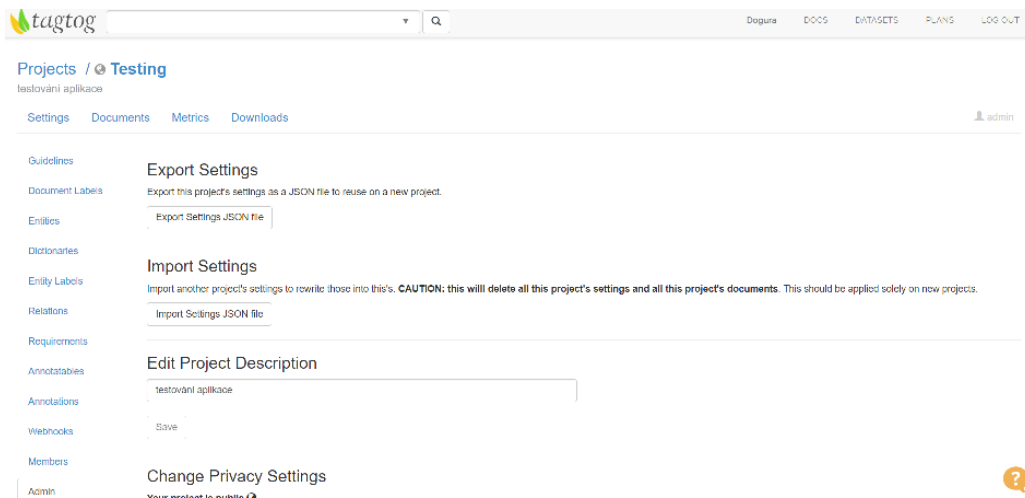 tagtog
Dogura DOCS DATASETS PLANS LOG OUT
Projects / Testing
testování aplikace
Settings Documents Metrics Downloads admin
Guidelines
Document Labels
Entities
Dictionaries
Entity Labels
Relations
Requirements
Annotatables
Annotations
Webhooks
Members
Admin
Export Settings
Export this project's settings as a JSON file to reuse on a new project.
Export Settings JSON file
Import Settings
Import another project's settings to rewrite those into this's. CAUTION: this willl delete all this project's settings and all this project's documents. This should be applied solely on new projects.
Import Settings JSON file
Edit Project Description
testování aplikace
Save
Change Privacy Settings
Your project is public
?